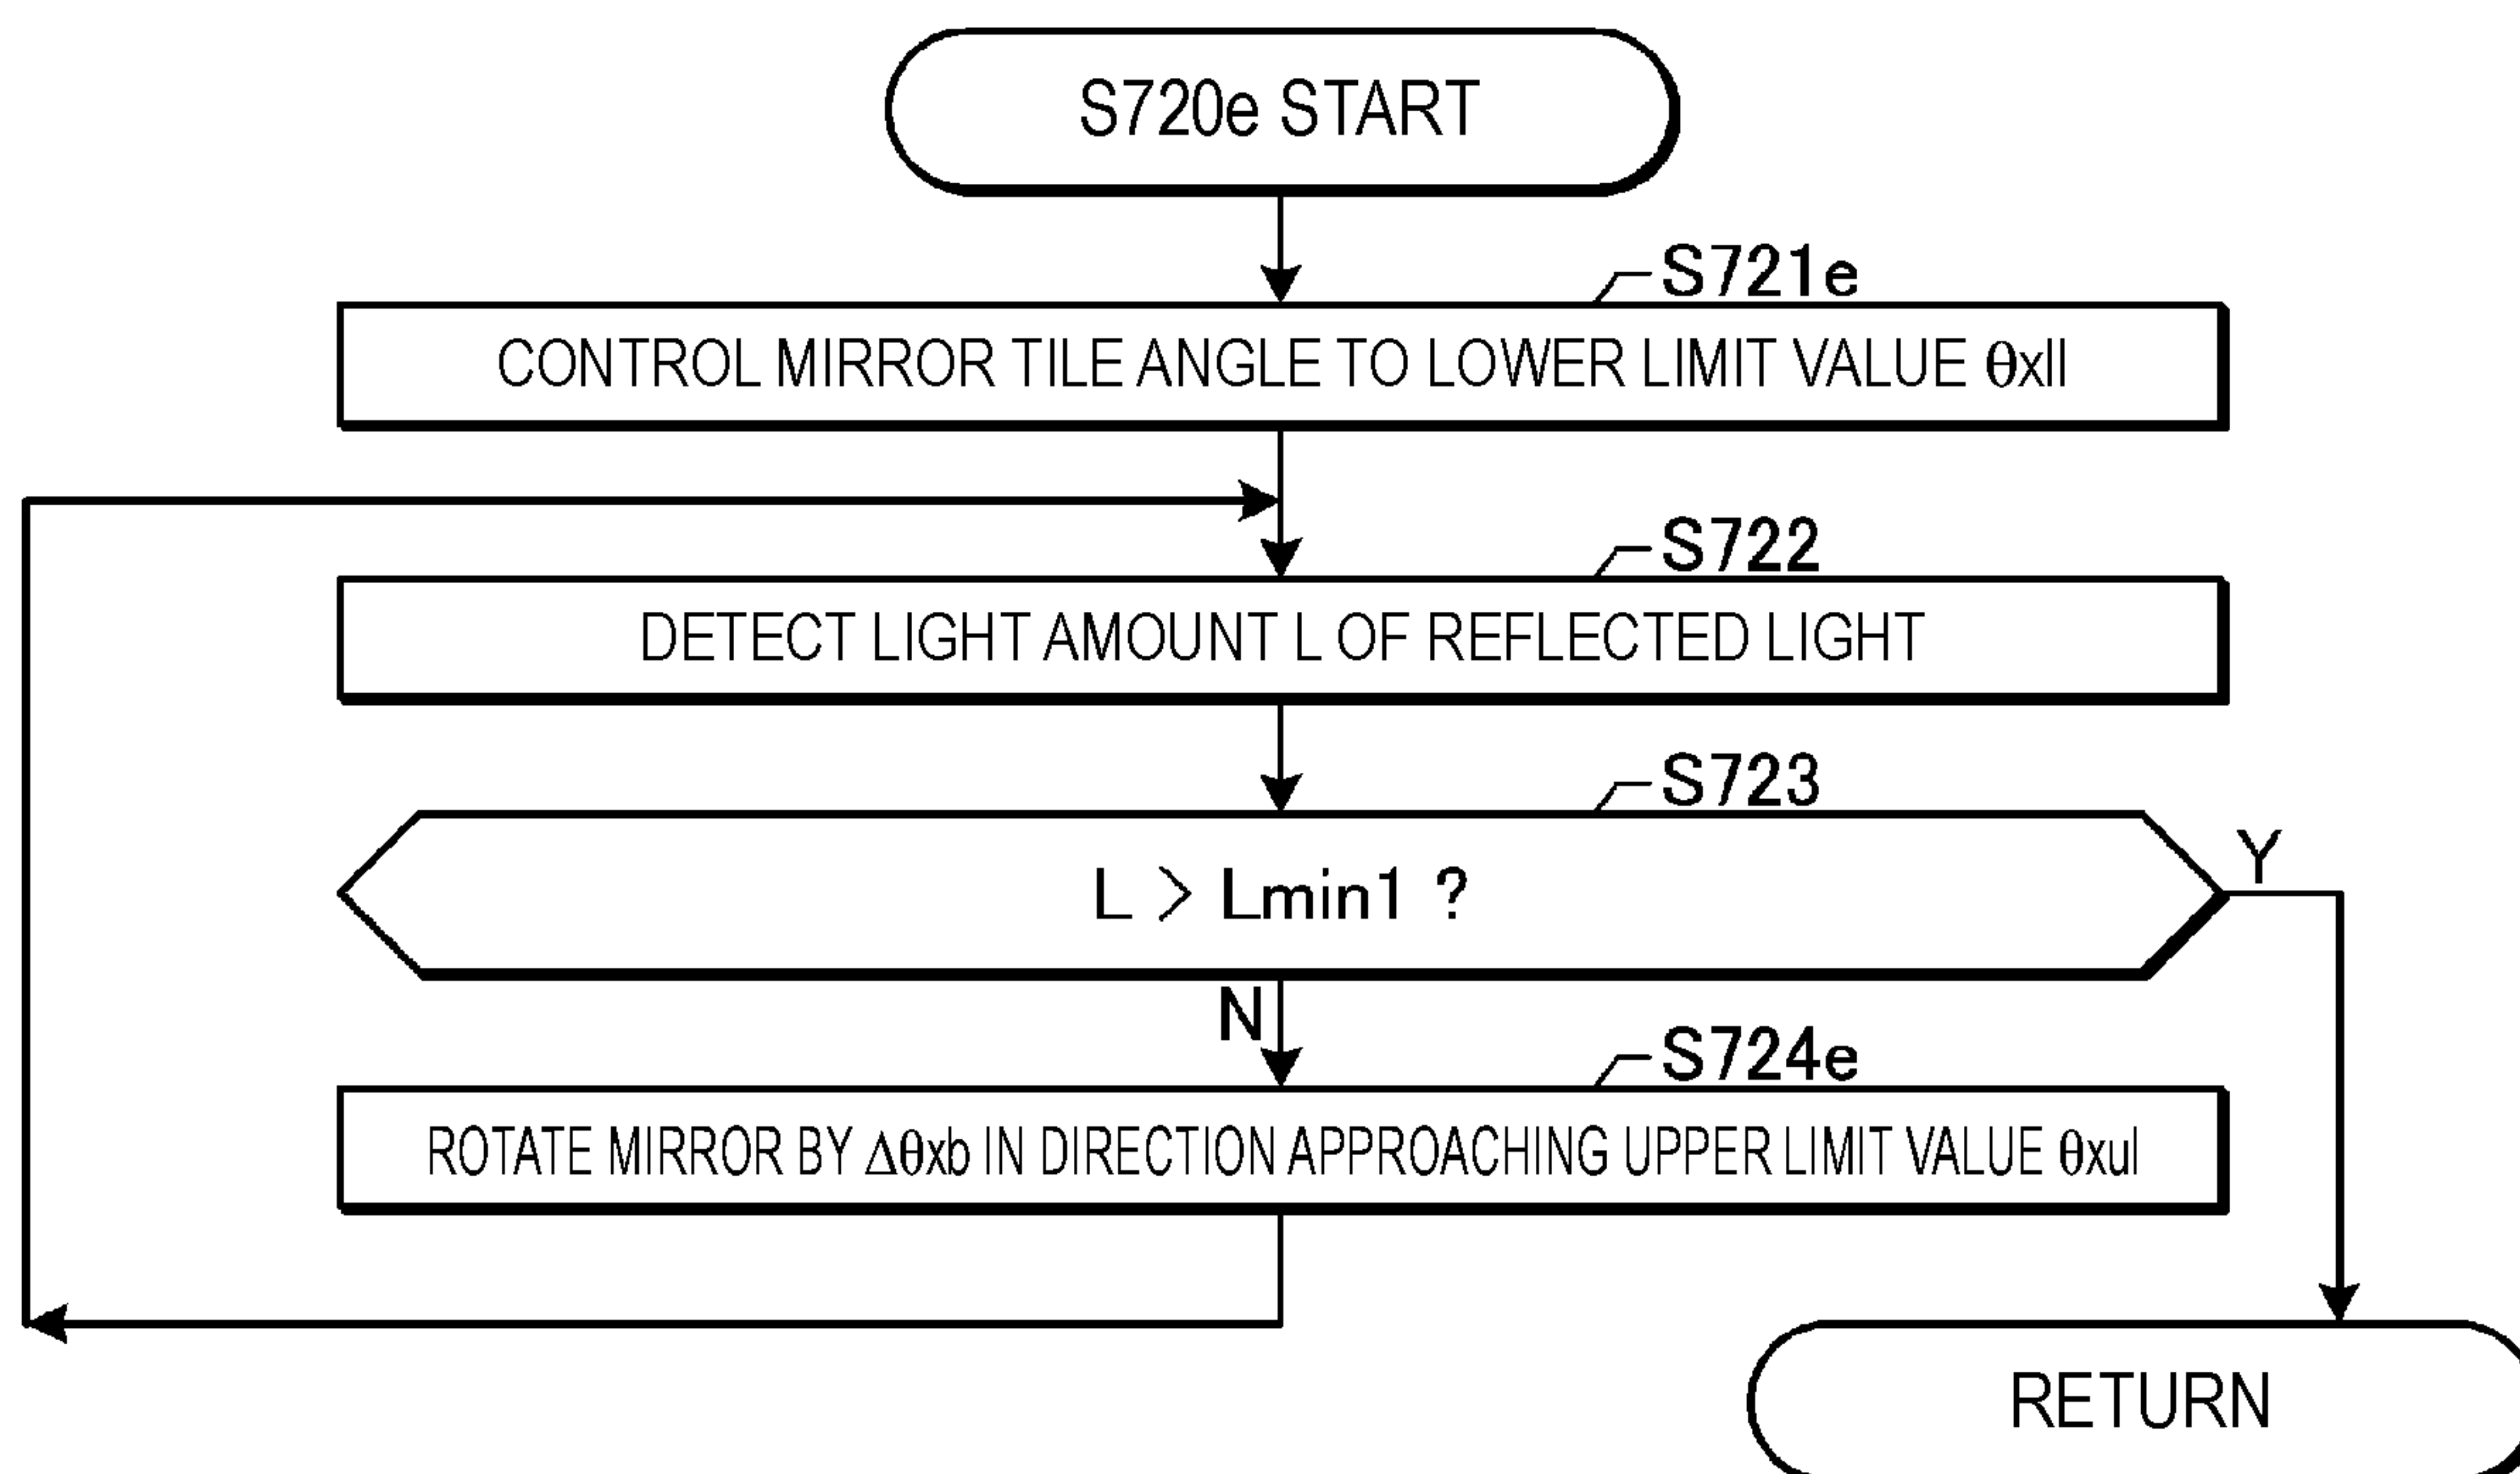 S720e START
S721e
CONTROL MIRROR TILE ANGLE TO LOWER LIMIT VALUE θxll
S722
DETECT LIGHT AMOUNT L OF REFLECTED LIGHT
S723
L > Lmin1 ?
Y
N
S724e
ROTATE MIRROR BY Δθxb IN DIRECTION APPROACHING UPPER LIMIT VALUE θxul
RETURN